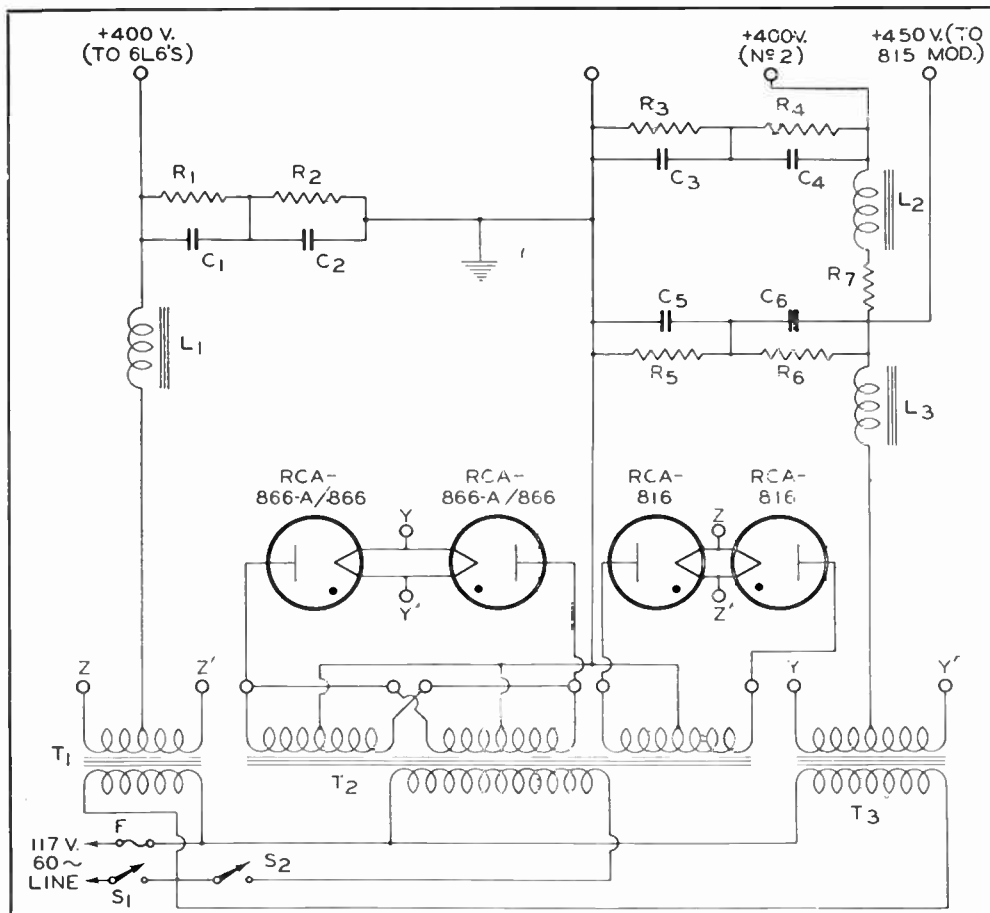 +400 V.
(TO 6L6'S)
+400V.
(Nº 2)
+450 V. (TO
815 MOD.)
R3
R4
C3
C4
R1
R2
C1
C2
L2
R7
C5
C6
R5
R6
L1
L3
RCA-
866-A/866
RCA-
866-A/866
RCA-
816
RCA-
816
Y
Y'
Z
Z'
Z
Z'
Y
Y'
T1
T2
T3
F
117 V.
60~
LINE
S1
S2